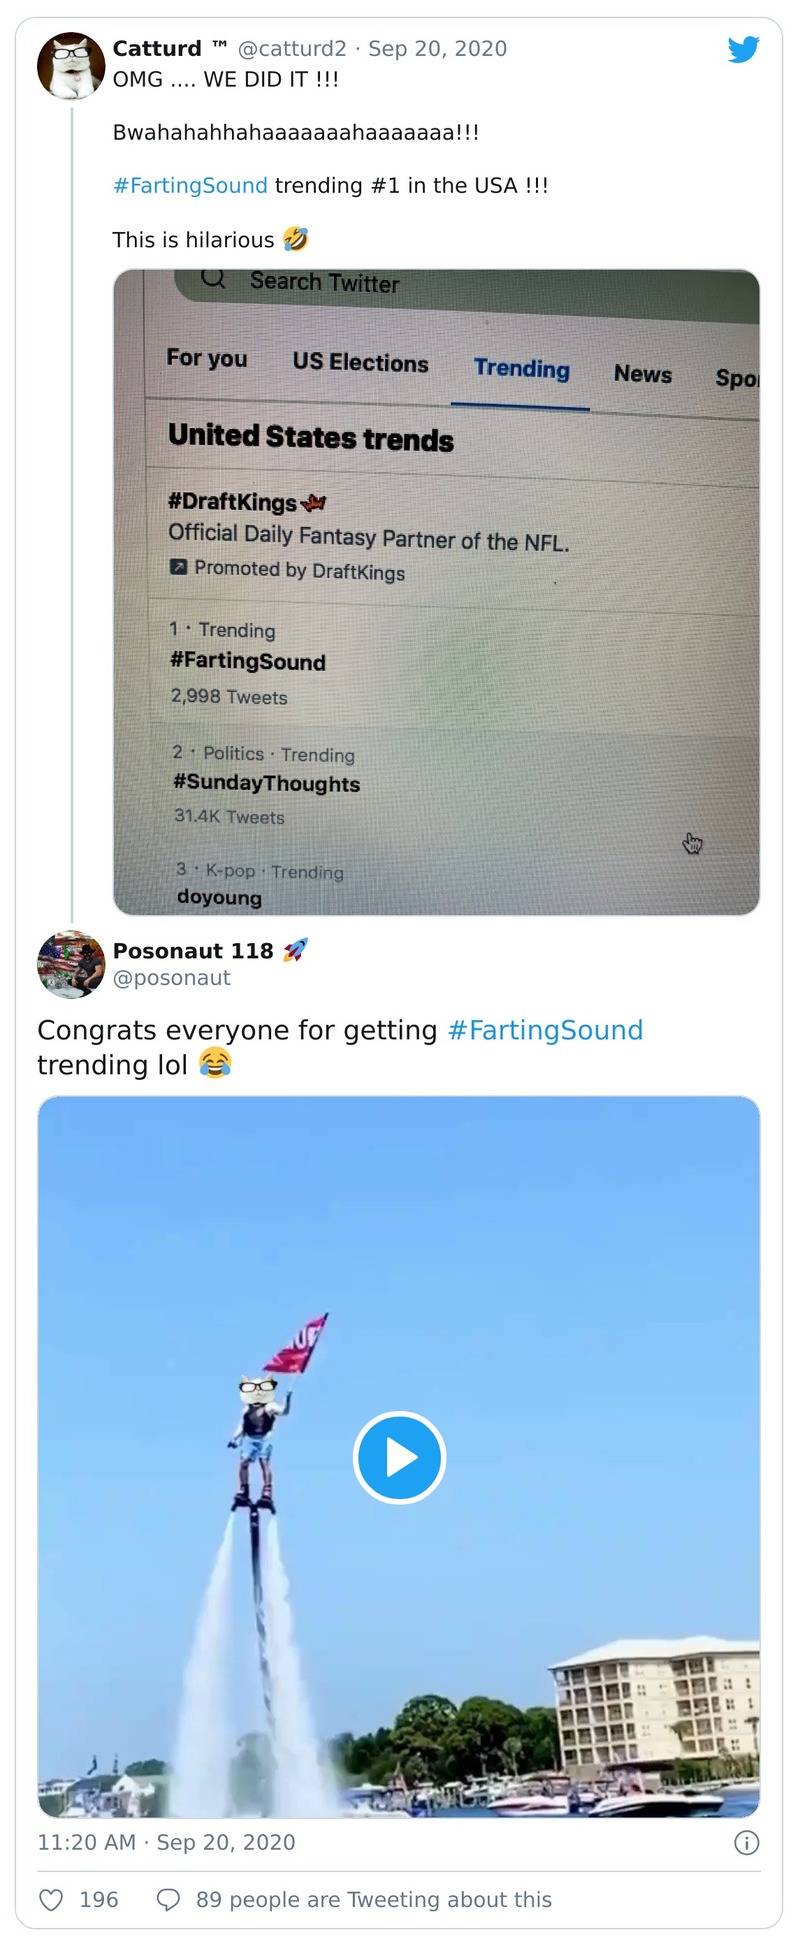 Catturd ™ @catturd2 · Sep 20, 2020
OMG .... WE DID IT !!!
Bwahahahhahaaaaaaahaaaaaaa!!!
#FartingSound trending #1 in the USA !!!
This is hilarious 🤣
Search Twitter
For you US Elections Trending News Spo
United States trends
#DraftKings
Official Daily Fantasy Partner of the NFL.
Promoted by DraftKings
1 · Trending
#FartingSound
2,998 Tweets
2 · Politics · Trending
#SundayThoughts
31.4K Tweets
3 · K-pop · Trending
doyoung
Posonaut 118 🚀
@posonaut
Congrats everyone for getting #FartingSound
trending lol 😂
11:20 AM · Sep 20, 2020
196 89 people are Tweeting about this